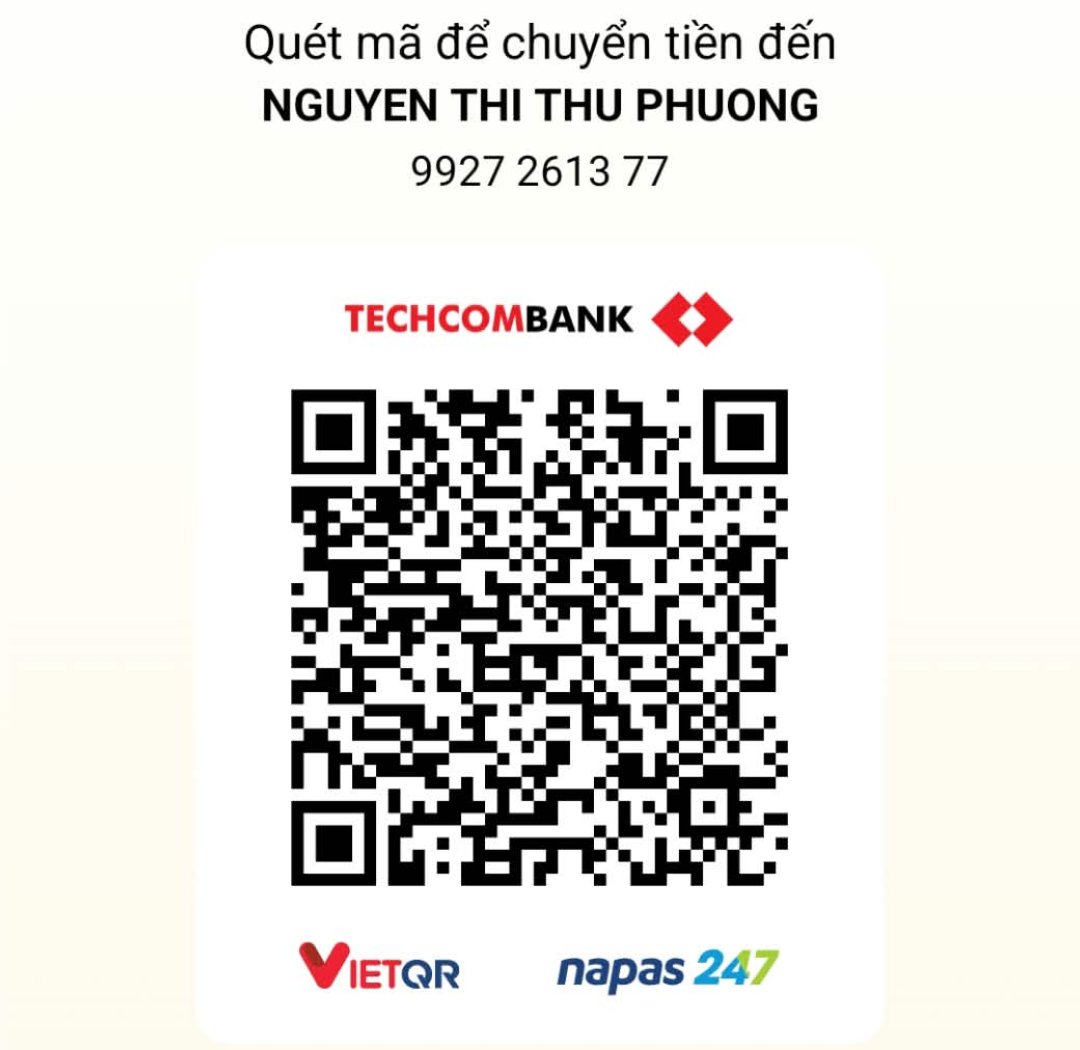 Quét mã để chuyển tiền đến
NGUYEN THI THU PHUONG
9927 2613 77
TECHCOMBANK
VIETQR
napas 247